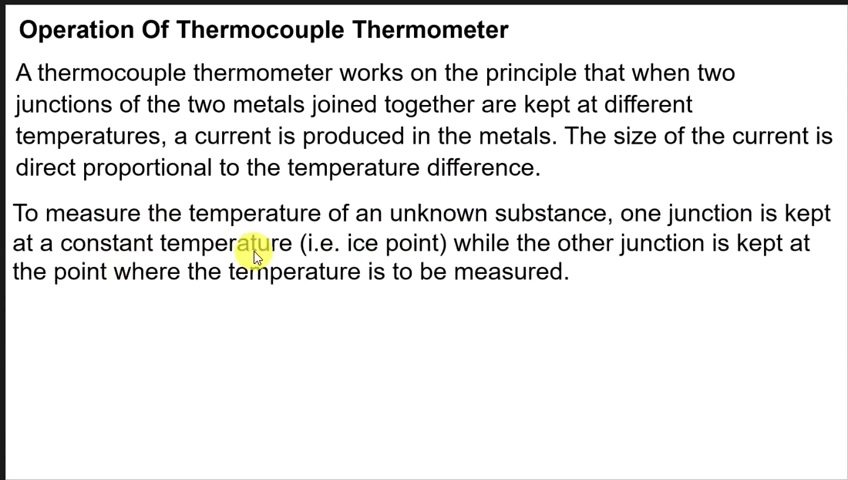 Operation Of Thermocouple Thermometer
A thermocouple thermometer works on the principle that when two
junctions of the two metals joined together are kept at different
temperatures, a current is produced in the metals. The size of the current is
direct proportional to the temperature difference.
To measure the temperature of an unknown substance, one junction is kept
at a constant temperature (i.e. ice point) while the other junction is kept at
the point where the temperature is to be measured.